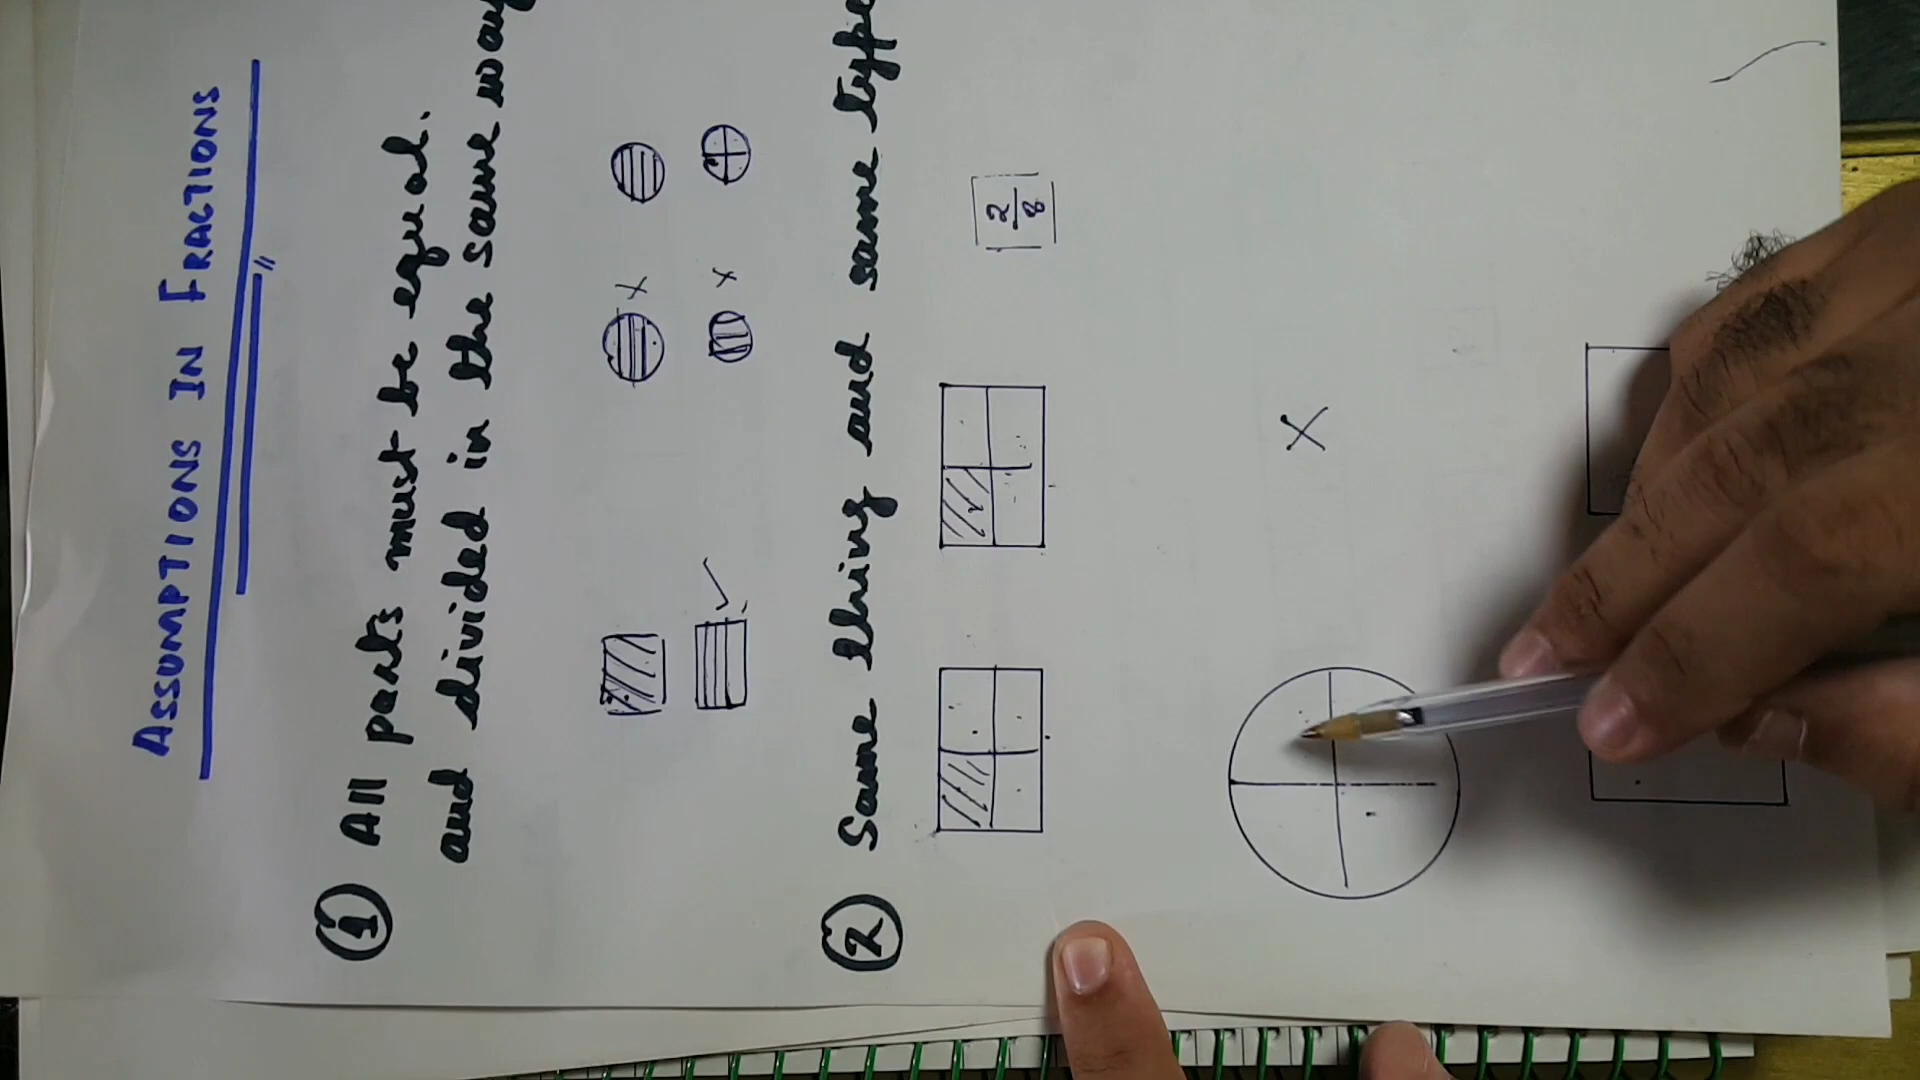 ASSUMPTIONS IN FRACTIONS
1 All parts must be equal.
and divided in the same way
2 Same thing and same type
2
8